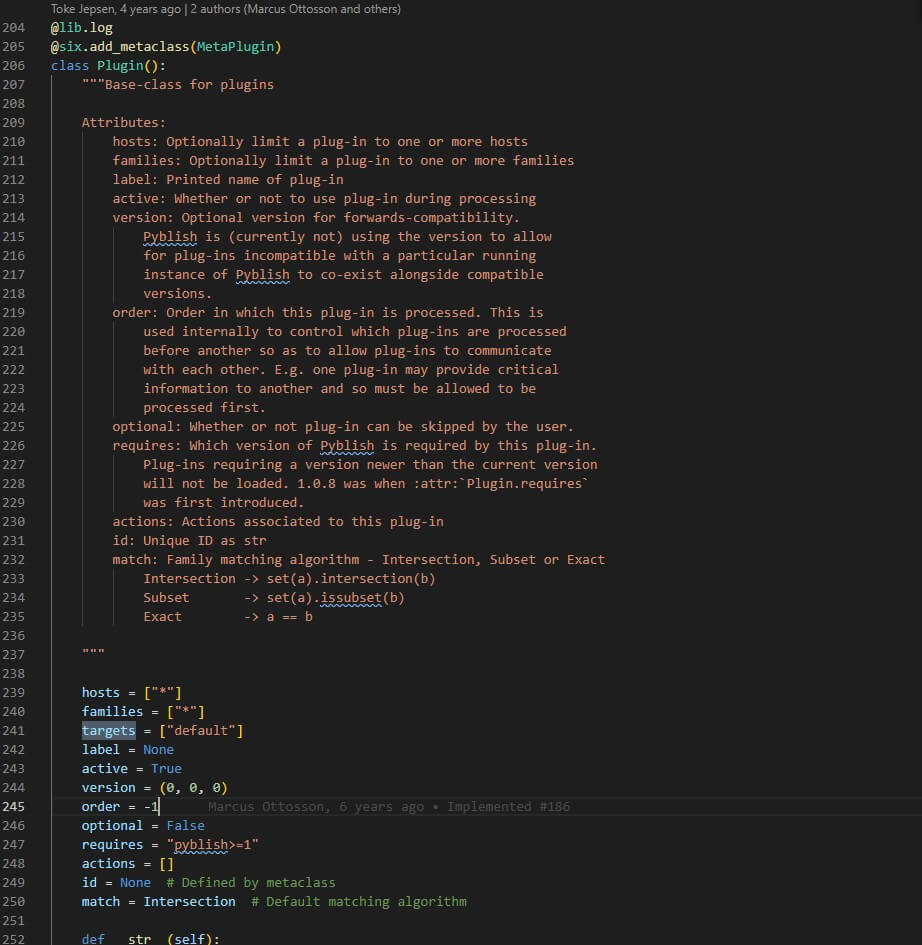 Toke Jepsen, 4 years ago | 2 authors (Marcus Ottosson and others)
204 @lib.log
205 @six.add_metaclass(MetaPlugin)
206 class Plugin():
207     """Base-class for plugins
208
209     Attributes:
210         hosts: Optionally limit a plug-in to one or more hosts
211         families: Optionally limit a plug-in to one or more families
212         label: Printed name of plug-in
213         active: Whether or not to use plug-in during processing
214         version: Optional version for forwards-compatibility.
215             Pyblish is (currently not) using the version to allow
216             for plug-ins incompatible with a particular running
217             instance of Pyblish to co-exist alongside compatible
218             versions.
219         order: Order in which this plug-in is processed. This is
220             used internally to control which plug-ins are processed
221             before another so as to allow plug-ins to communicate
222             with each other. E.g. one plug-in may provide critical
223             information to another and so must be allowed to be
224             processed first.
225         optional: Whether or not plug-in can be skipped by the user.
226         requires: Which version of Pyblish is required by this plug-in.
227             Plug-ins requiring a version newer than the current version
228             will not be loaded. 1.0.8 was when :attr:`Plugin.requires`
229             was first introduced.
230         actions: Actions associated to this plug-in
231         id: Unique ID as str
232         match: Family matching algorithm - Intersection, Subset or Exact
233             Intersection -> set(a).intersection(b)
234             Subset       -> set(a).issubset(b)
235             Exact        -> a == b
236
237     """
238
239     hosts = ["*"]
240     families = ["*"]
241     targets = ["default"]
242     label = None
243     active = True
244     version = (0, 0, 0)
245     order = -1 Marcus Ottosson, 6 years ago • Implemented #186
246     optional = False
247     requires = "pyblish>=1"
248     actions = []
249     id = None  # Defined by metaclass
250     match = Intersection  # Default matching algorithm
251
252     def __str__(self):